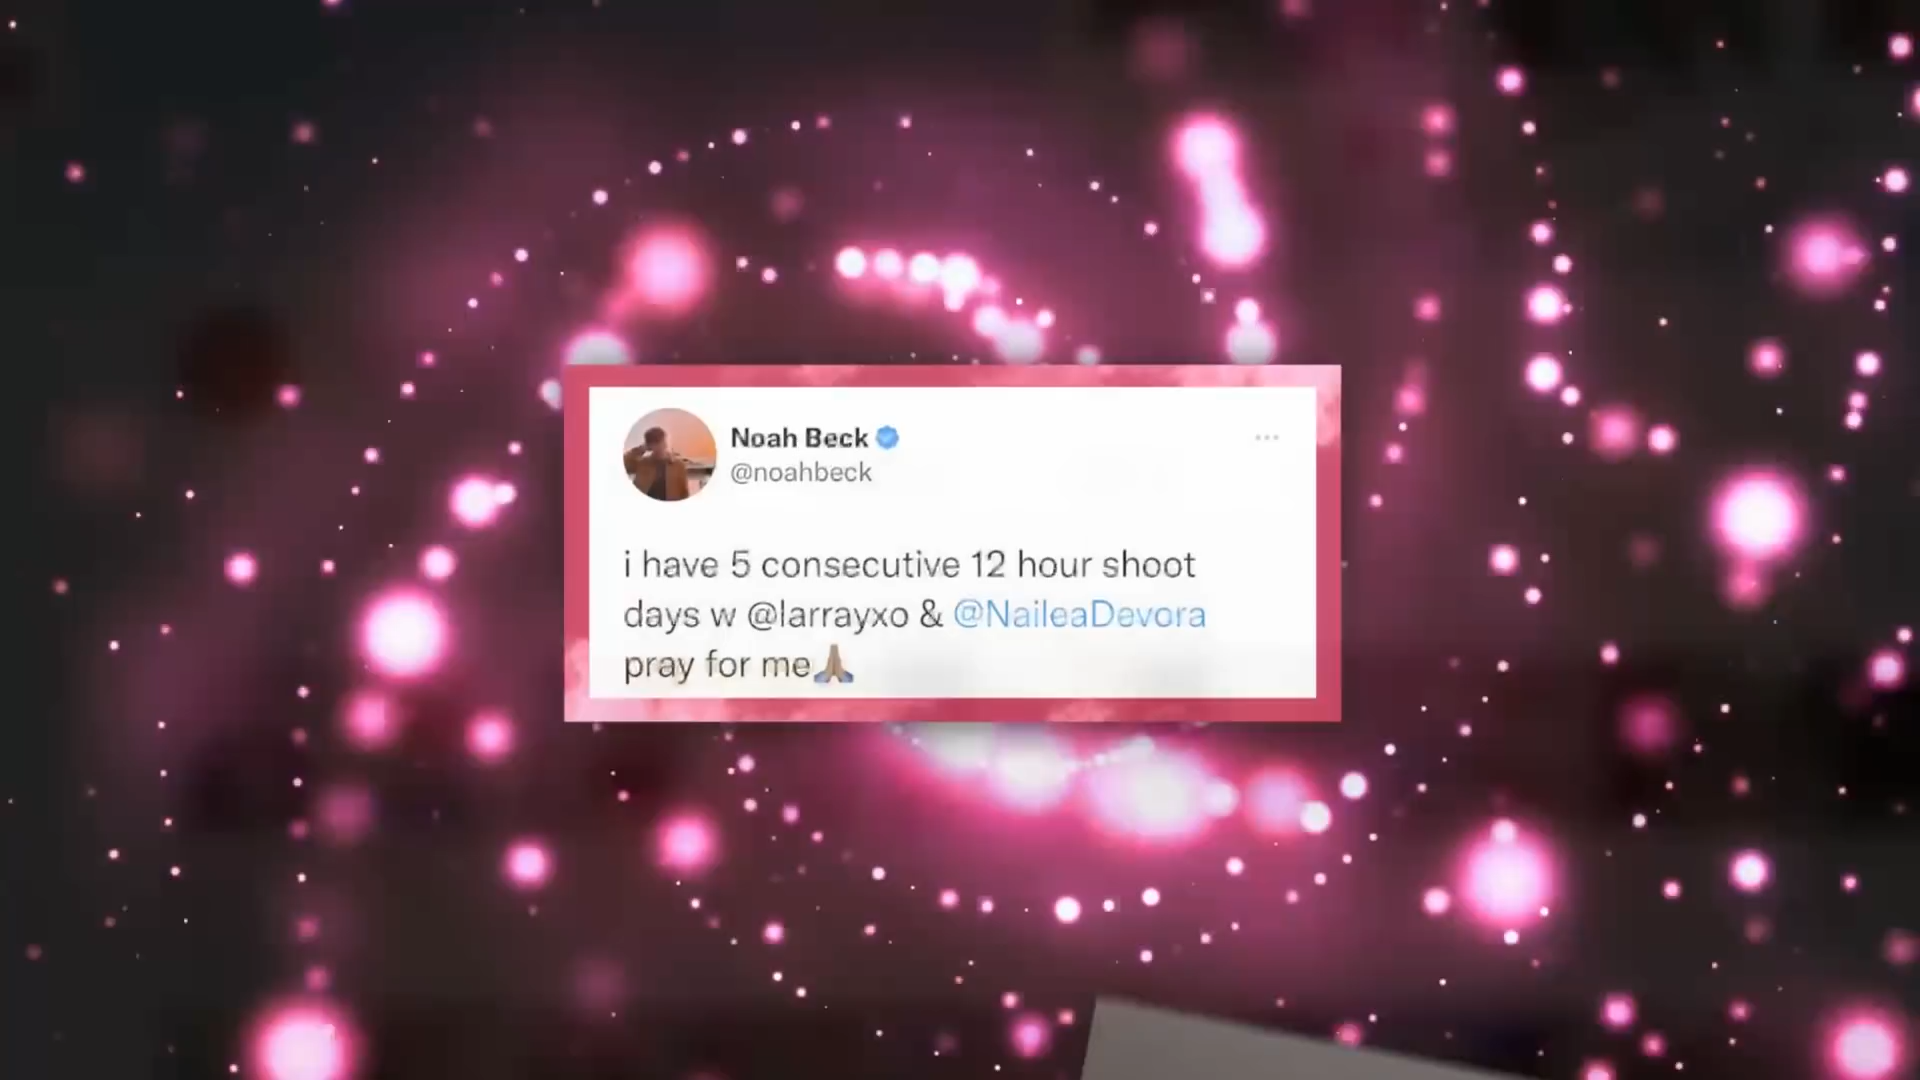 Noah Beck
@noahbeck
i have 5 consecutive 12 hour shoot
days w @larrayxo & @NaileaDevora
pray for me🙏🏽